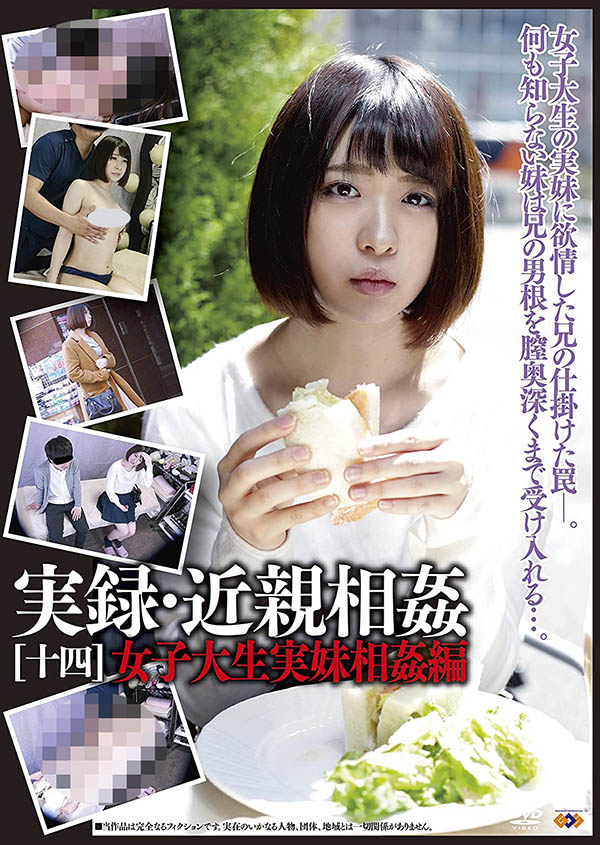 女子大生の実妹に欲情した兄の仕掛けた罠―。
何も知らない妹は兄の男根を膣奥深くまで受け入れる…。
実録・近親相姦
[十四]女子大生実妹相姦編
■当作品は完全なるフィクションです。実在のいかなる人物、団体、地域とは一切関係がありません。
DVD
VIDEO